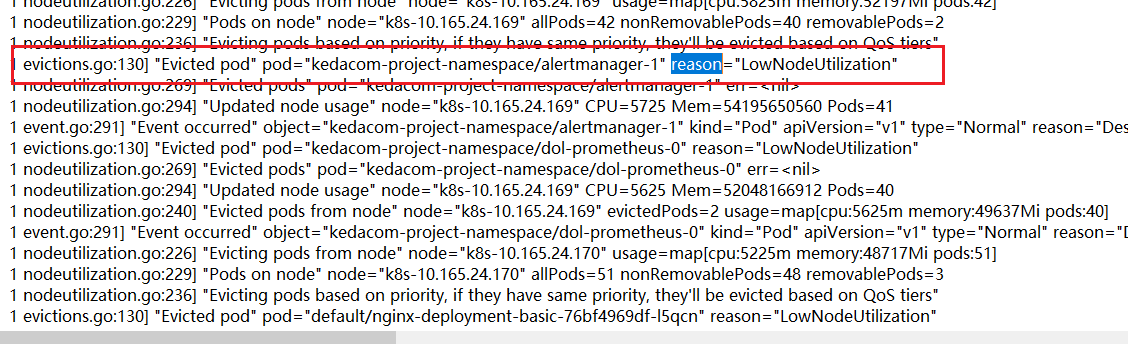 1 nodeutilization.go:226] "Evicting pods from node" node="k8s-10.165.24.169" usage=map[cpu:5825m memory:52197Mi pods:42]
1 nodeutilization.go:229] "Pods on node" node="k8s-10.165.24.169" allPods=42 nonRemovablePods=40 removablePods=2
1 nodeutilization.go:236] "Evicting pods based on priority, if they have same priority, they'll be evicted based on QoS tiers"
1 evictions.go:130] "Evicted pod" pod="kedacom-project-namespace/alertmanager-1" reason="LowNodeUtilization"
1 nodeutilization.go:269] "Evicted pods" pod="kedacom-project-namespace/alertmanager-1" err=<nil>
1 nodeutilization.go:294] "Updated node usage" node="k8s-10.165.24.169" CPU=5725 Mem=54195650560 Pods=41
1 event.go:291] "Event occurred" object="kedacom-project-namespace/alertmanager-1" kind="Pod" apiVersion="v1" type="Normal" reason="Des
1 evictions.go:130] "Evicted pod" pod="kedacom-project-namespace/dol-prometheus-0" reason="LowNodeUtilization"
1 nodeutilization.go:269] "Evicted pods" pod="kedacom-project-namespace/dol-prometheus-0" err=<nil>
1 nodeutilization.go:294] "Updated node usage" node="k8s-10.165.24.169" CPU=5625 Mem=52048166912 Pods=40
1 nodeutilization.go:240] "Evicted pods from node" node="k8s-10.165.24.169" evictedPods=2 usage=map[cpu:5625m memory:49637Mi pods:40]
1 event.go:291] "Event occurred" object="kedacom-project-namespace/dol-prometheus-0" kind="Pod" apiVersion="v1" type="Normal" reason="D
1 nodeutilization.go:226] "Evicting pods from node" node="k8s-10.165.24.170" usage=map[cpu:5225m memory:48717Mi pods:51]
1 nodeutilization.go:229] "Pods on node" node="k8s-10.165.24.170" allPods=51 nonRemovablePods=48 removablePods=3
1 nodeutilization.go:236] "Evicting pods based on priority, if they have same priority, they'll be evicted based on QoS tiers"
1 evictions.go:130] "Evicted pod" pod="default/nginx-deployment-basic-76bf4969df-l5qcn" reason="LowNodeUtilization"